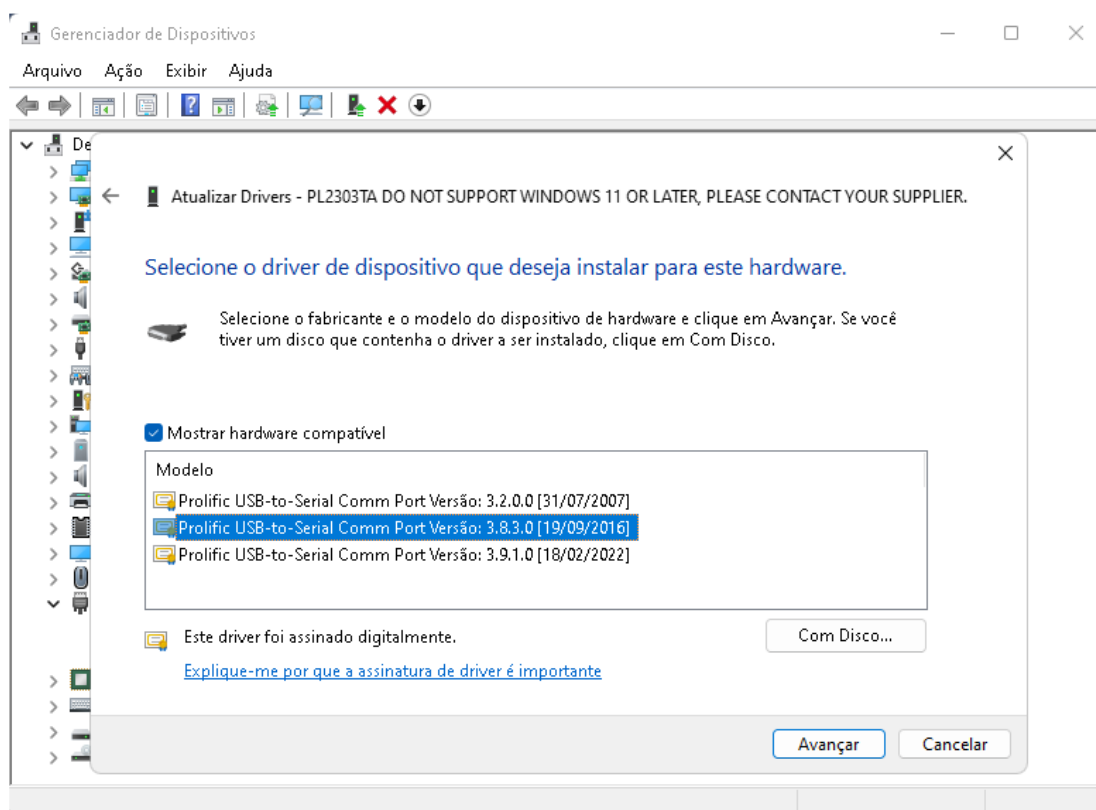 Gerenciador de Dispositivos
Arquivo Ação Exibir Ajuda
De
Atualizar Drivers - PL2303TA DO NOT SUPPORT WINDOWS 11 OR LATER, PLEASE CONTACT YOUR SUPPLIER.
Selecione o driver de dispositivo que deseja instalar para este hardware.
Selecione o fabricante e o modelo do dispositivo de hardware e clique em Avançar. Se você
tiver um disco que contenha o driver a ser instalado, clique em Com Disco.
Mostrar hardware compatível
Modelo
Prolific USB-to-Serial Comm Port Versão: 3.2.0.0 [31/07/2007]
Prolific USB-to-Serial Comm Port Versão: 3.8.3.0 [19/09/2016]
Prolific USB-to-Serial Comm Port Versão: 3.9.1.0 [18/02/2022]
Este driver foi assinado digitalmente.
Com Disco...
Explique-me por que a assinatura de driver é importante
Avançar Cancelar